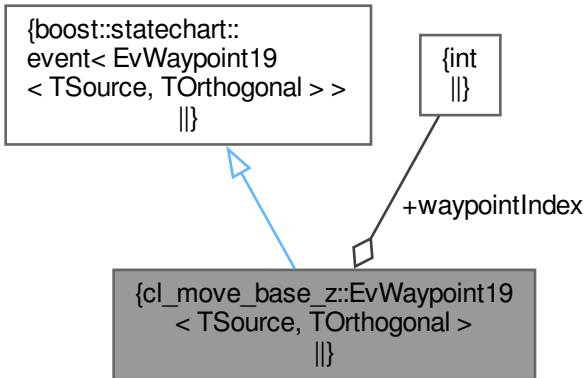 {boost::statechart::
event< EvWaypoint19
< TSource, TOrthogonal > >
||}
{int
||}
+waypointIndex
{cl_move_base_z::EvWaypoint19
< TSource, TOrthogonal >
||}